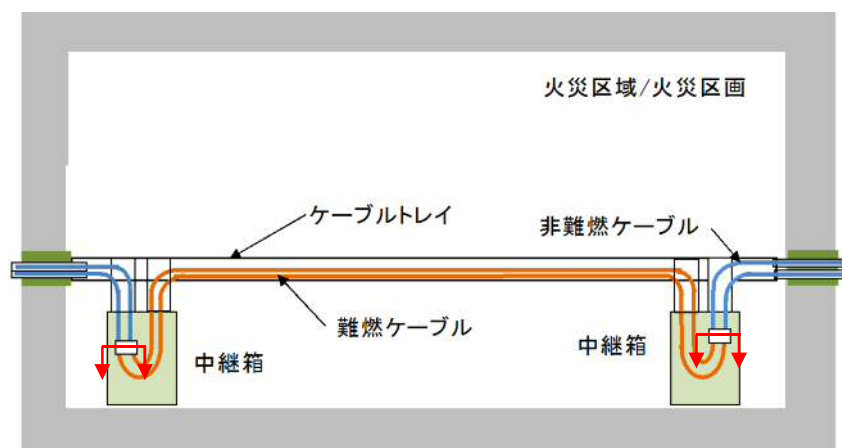 火災区域/火災区画
ケーブルトレイ
非難燃ケーブル
難燃ケーブル
中継箱
中継箱